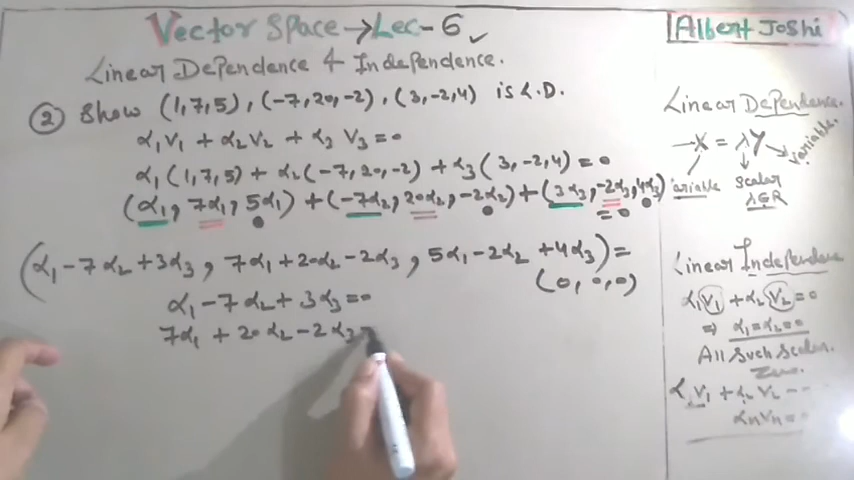 Vector Space → Lec-6 ✓
Linear Dependence & Independence.
② Show (1,7,5), (-7,20,-2), (3,-2,4) is L.D.
α₁V₁ + α₂V₂ + α₃ V₃ = 0
α₁(1,7,5) + α₂(-7,20,-2) + α₃(3,-2,4) = 0
(α₁, 7α₁, 5α₁) + (-7α₂, 20α₂, -2α₂) + (3α₃, -2α₃, 4α₃)
= 0
(α₁ - 7α₂ + 3α₃, 7α₁ + 20α₂ - 2α₃, 5α₁ - 2α₂ + 4α₃) =
(0, 0, 0)
α₁ - 7α₂ + 3α₃ = 0
7α₁ + 20α₂ - 2α₃ =
Albert Joshi
Linear Dependence.
X = λY
variable
scalar
variable.
λ∈R
Linear Independence
α₁V₁ + α₂V₂ = 0
⇒ α₁ = α₂ = 0
All such scalar.
Zero.
α₁V₁ + α₂V₂ ----
αnVn = 0